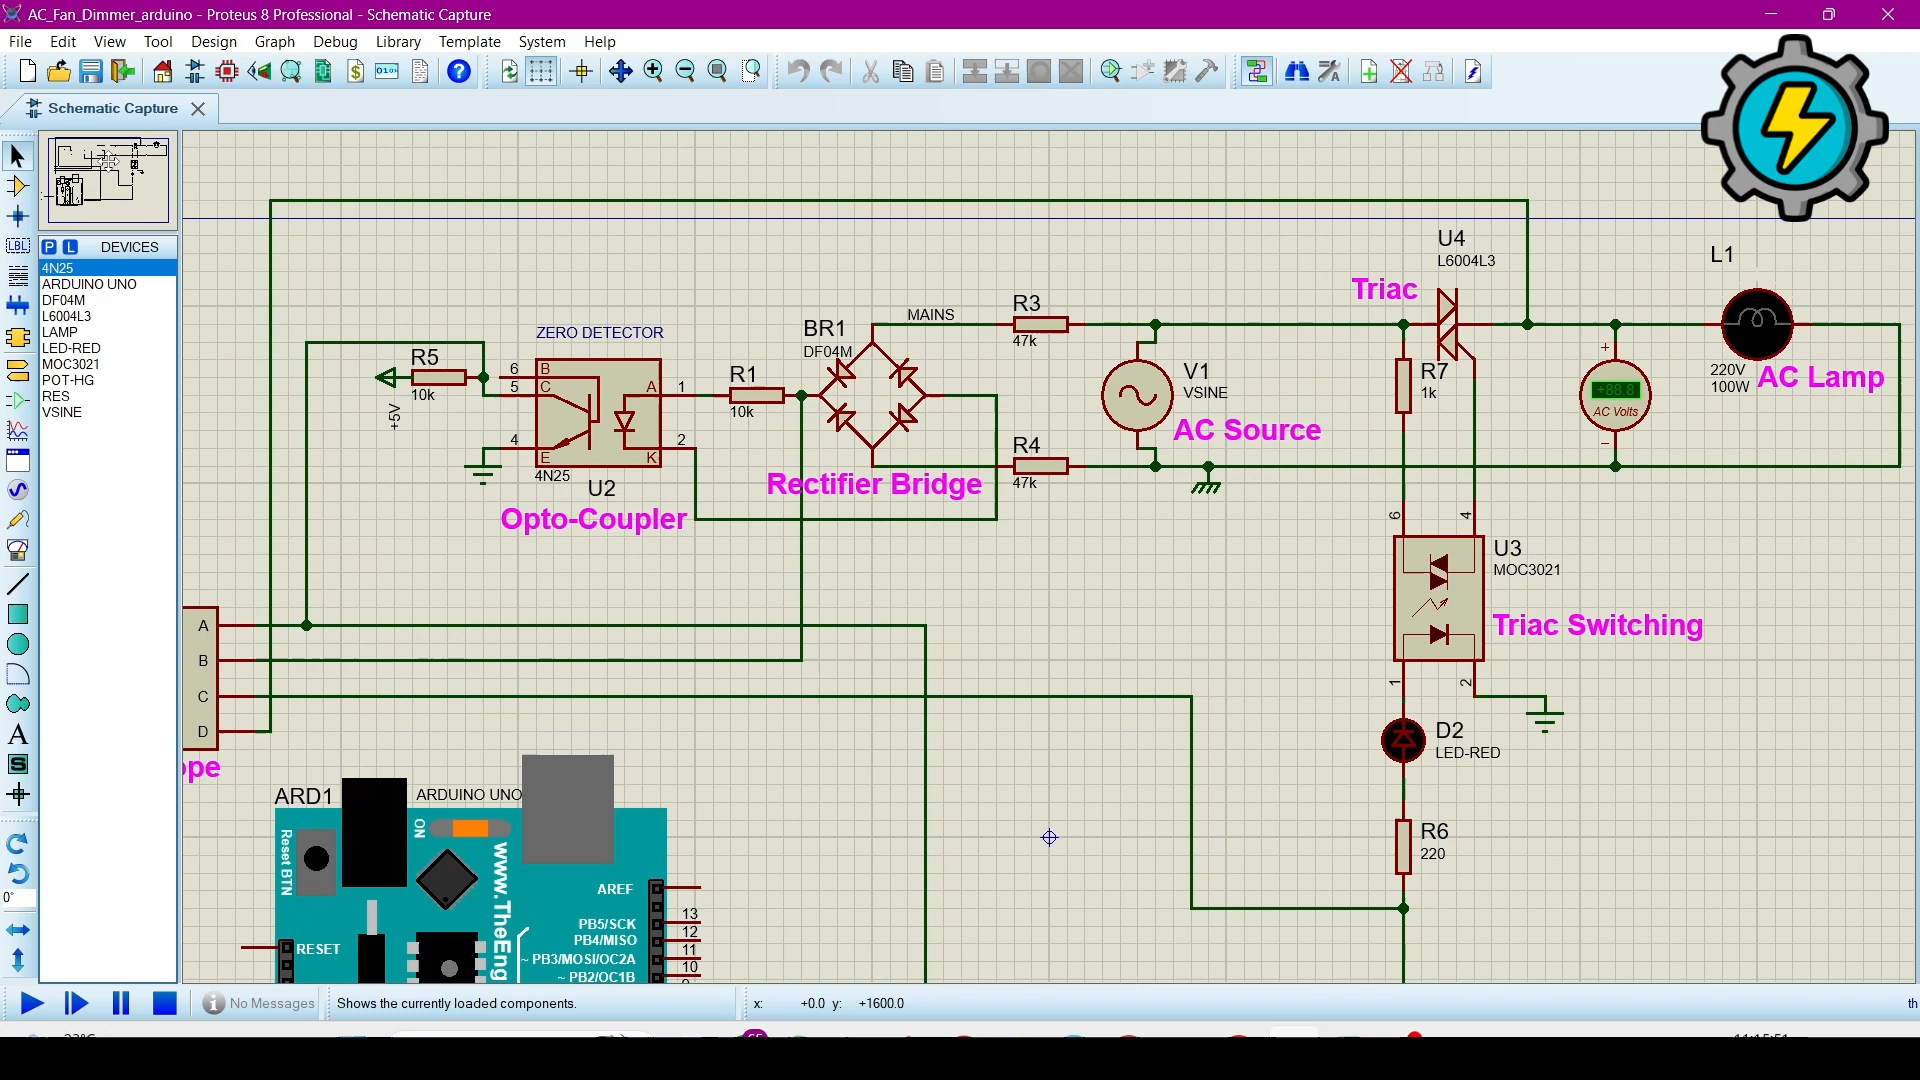 AC_Fan_Dimmer_arduino - Proteus 8 Professional - Schematic Capture
File Edit View Tool Design Graph Debug Library Template System Help
Schematic Capture
P L DEVICES
4N25
ARDUINO UNO
DF04M
L6004L3
LAMP
LED-RED
MOC3021
POT-HG
RES
VSINE
LBL
A
S
0°
U4
L6004L3
Triac
L1
220V
100W
AC Lamp
+88.8
AC Volts
R7
1k
V1
VSINE
AC Source
R3
47k
R4
47k
MAINS
BR1
DF04M
Rectifier Bridge
R1
10k
ZERO DETECTOR
6 B
5 C
4
E
A 1
2
K
4N25
U2
Opto-Coupler
R5
10k
+5V
6 4
U3
MOC3021
Triac Switching
1 2
D2
LED-RED
R6
220
A
B
C
D
ope
ARD1
ARDUINO UNO
ON
Reset BTN
www.TheEng
RESET
AREF
PB5/SCK 13
PB4/MISO 12
~ PB3/MOSI/OC2A 11
~ PB2/OC1B 10
No Messages
Shows the currently loaded components.
x: +0.0 y: +1600.0
th